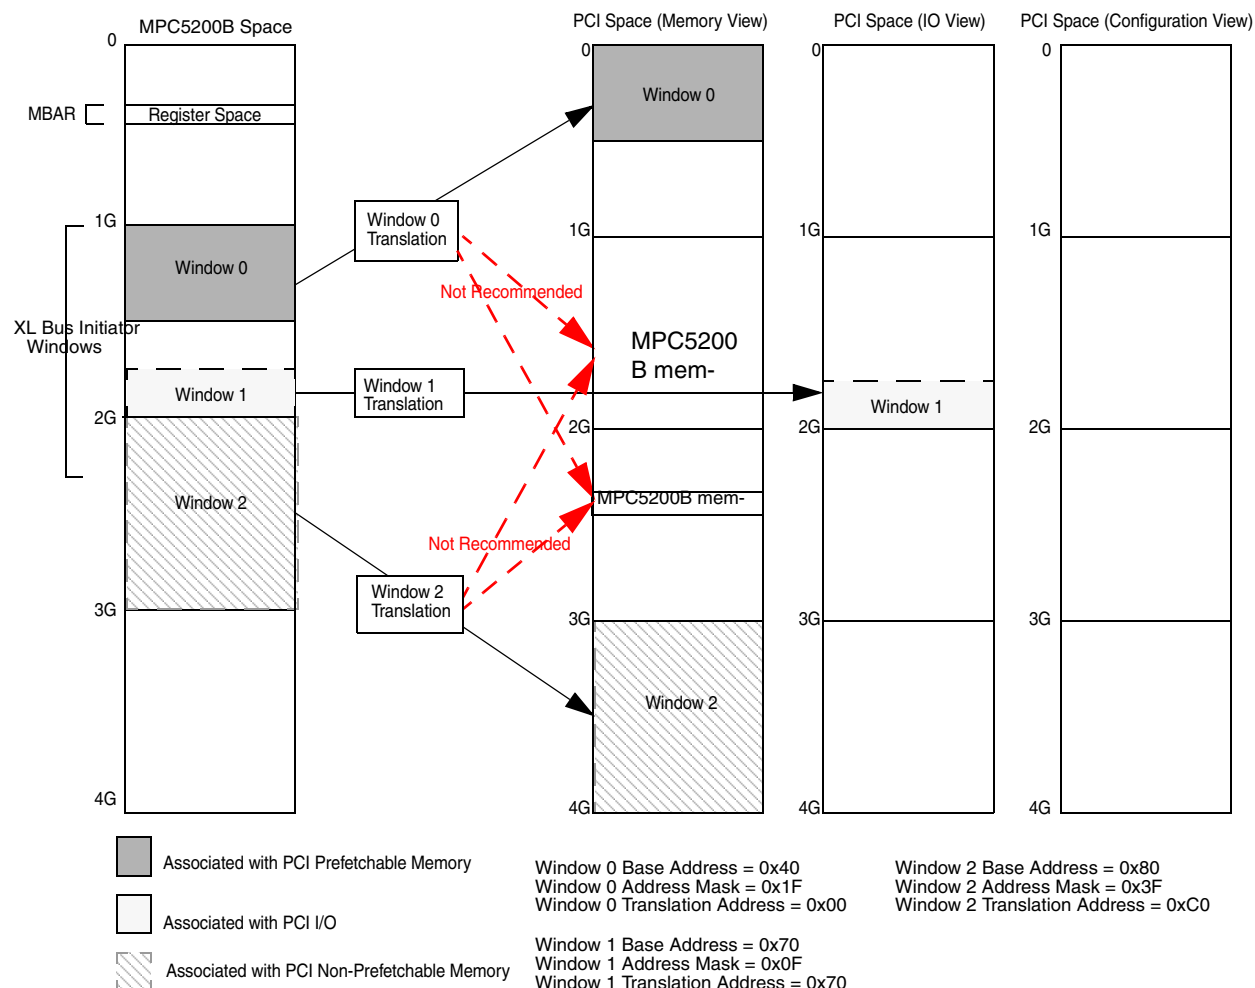 MPC5200B Space
PCI Space (Memory View)
PCI Space (IO View)
PCI Space (Configuration View)
0
0
0
0
Window 0
MBAR
Register Space
1G
1G
1G
1G
Window 0
Translation
Window 0
Not Recommended
XL Bus Initiator
Windows
MPC5200
B mem-
Window 1
Window 1
Translation
Window 1
2G
2G
2G
2G
Window 2
MPC5200B mem-
Not Recommended
Window 2
Translation
3G
3G
3G
3G
Window 2
4G
4G
4G
4G
Associated with PCI Prefetchable Memory
Associated with PCI I/O
Associated with PCI Non-Prefetchable Memory
Window 0 Base Address = 0x40
Window 0 Address Mask = 0x1F
Window 0 Translation Address = 0x00
Window 1 Base Address = 0x70
Window 1 Address Mask = 0x0F
Window 1 Translation Address = 0x70
Window 2 Base Address = 0x80
Window 2 Address Mask = 0x3F
Window 2 Translation Address = 0xC0